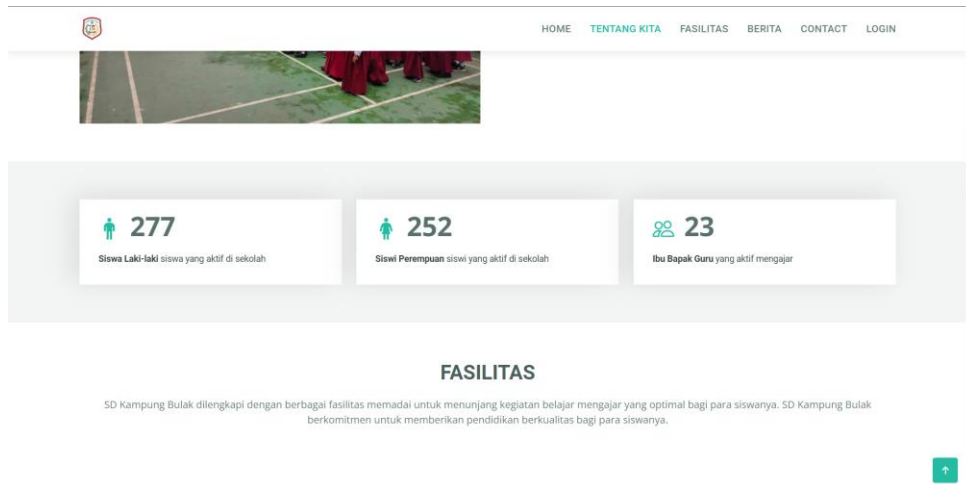 HOME TENTANG KITA FASILITAS BERITA CONTACT LOGIN
277
Siswa Laki-laki siswa yang aktif di sekolah
252
Siswi Perempuan siswi yang aktif di sekolah
23
Ibu Bapak Guru yang aktif mengajar
FASILITAS
SD Kampung Bulak dilengkapi dengan berbagai fasilitas memadai untuk menunjang kegiatan belajar mengajar yang optimal bagi para siswanya. SD Kampung Bulak
berkomitmen untuk memberikan pendidikan berkualitas bagi para siswanya.